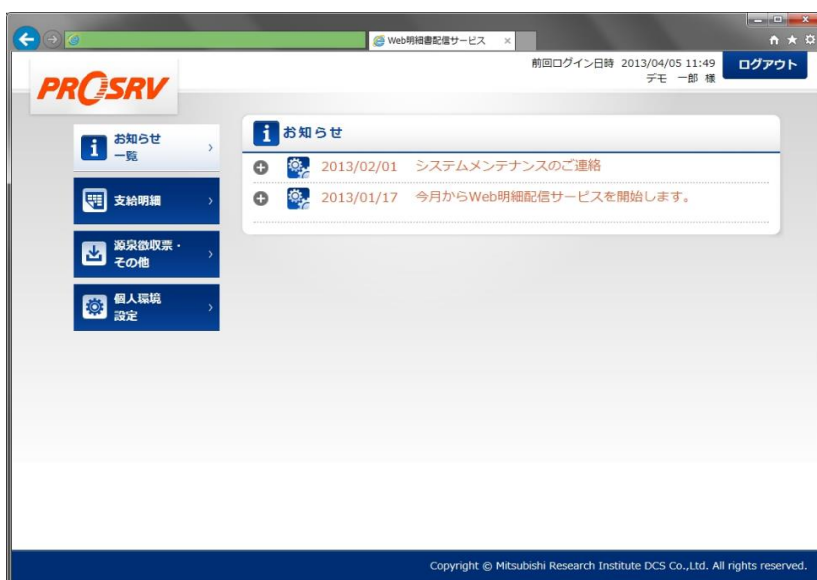 Web明細書配信サービス
前回ログイン日時 2013/04/05 11:49
デモ 一郎 様
ログアウト
PROSRV
お知らせ
一覧
支給明細
源泉徴収票・
その他
個人環境
設定
お知らせ
2013/02/01 システムメンテナンスのご連絡
2013/01/17 今月からWeb明細配信サービスを開始します。
Copyright © Mitsubishi Research Institute DCS Co.,Ltd. All rights reserved.